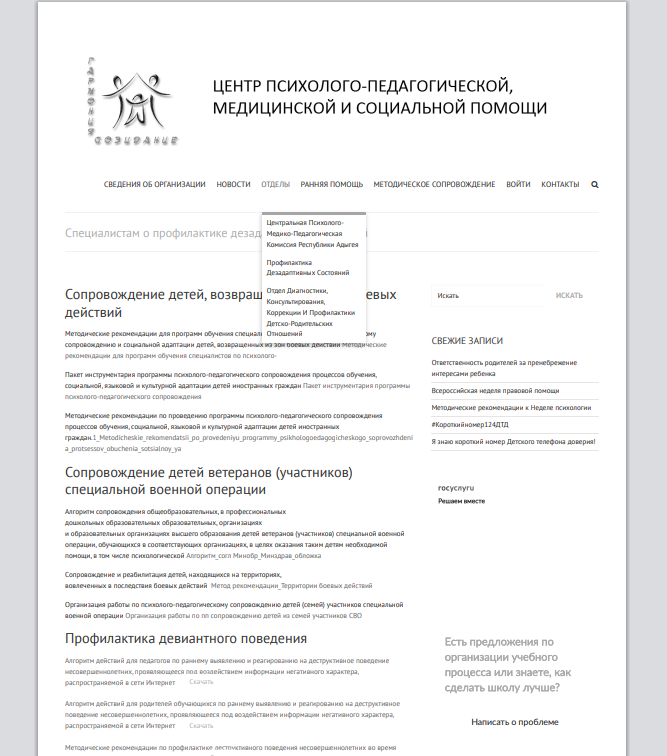 ГАРМОНИЯ
СОЗИДАНИЕ
ЦЕНТР ПСИХОЛОГО-ПЕДАГОГИЧЕСКОЙ,
МЕДИЦИНСКОЙ И СОЦИАЛЬНОЙ ПОМОЩИ
СВЕДЕНИЯ ОБ ОРГАНИЗАЦИИ НОВОСТИ ОТДЕЛЫ РАННЯЯ ПОМОЩЬ МЕТОДИЧЕСКОЕ СОПРОВОЖДЕНИЕ ВОЙТИ КОНТАКТЫ
Центральная Психолого-
Медико-Педагогическая
Комиссия Республики Адыгея
Профилактика
Дезадаптивных Состояний
Отдел Диагностики,
Консультирования,
Коррекции И Профилактики
Детско-Родительских
Отношений
Специалистам о профилактике дезад
Сопровождение детей, возвращ евых
действий
Методические рекомендации для программ обучения специал ому
сопровождению и социальной адаптации детей, возвращенных из зон боевых действий Методические
рекомендации для программ обучения специалистов по психолого-
Пакет инструментария программы психолого-педагогического сопровождения процессов обучения,
социальной, языковой и культурной адаптации детей иностранных граждан Пакет инструментария программы
психолого-педагогического сопровождения
Методические рекомендации по проведению программы психолого-педагогического сопровождения
процессов обучения, социальной, языковой и культурной адаптации детей иностранных
граждан.1_Metodicheskie_rekomendatsii_po_provedeniyu_programmy_psikhologoedagogicheskogo_soprovozhdeni
a_protsessov_obuchenia_sotsialnoy_ya
Сопровождение детей ветеранов (участников)
специальной военной операции
Алгоритм сопровождения общеобразовательных, в профессиональных
дошкольных образовательных образовательных, организациях
и образовательных организациях высшего образования детей ветеранов (участников) специальной военной
операции, обучающихся в соответствующих организациях, в целях оказания таким детям необходимой
помощи, в том числе психологической Алгоритм_согл Минобр_Минздрав_обложка
Сопровождение и реабилитация детей, находящихся на территориях,
вовлеченных в последствия боевых действий Метод рекомендации_Территории боевых действий
Организация работы по психолого-педагогическому сопровождению детей (семей) участников специальной
военной операции Организация работы по пп сопровождению детей из семей участников СВО
Профилактика девиантного поведения
Алгоритм действий для педагогов по раннему выявлению и реагированию на деструктивное поведение
несовершеннолетних, проявляющееся под воздействием информации негативного характера,
распространяемой в сети Интернет Скачать
Алгоритм действий для родителей обучающихся по раннему выявлению и реагированию на деструктивное
поведение несовершеннолетних, проявляющееся под воздействием информации негативного характера,
распространяемой в сети Интернет Скачать
Методические рекомендации по профилактике деструктивного поведения несовершеннолетних во время
Искать ИСКАТЬ
СВЕЖИЕ ЗАПИСИ
Ответственность родителей за пренебрежение
интересами ребенка
Всероссийская неделя правовой помощи
Методические рекомендации к Неделе психологии
#Короткийномер124ДТД
Я знаю короткий номер Детского телефона доверия!
госуслуги
Решаем вместе
Есть предложения по
организации учебного
процесса или знаете, как
сделать школу лучше?
Написать о проблеме